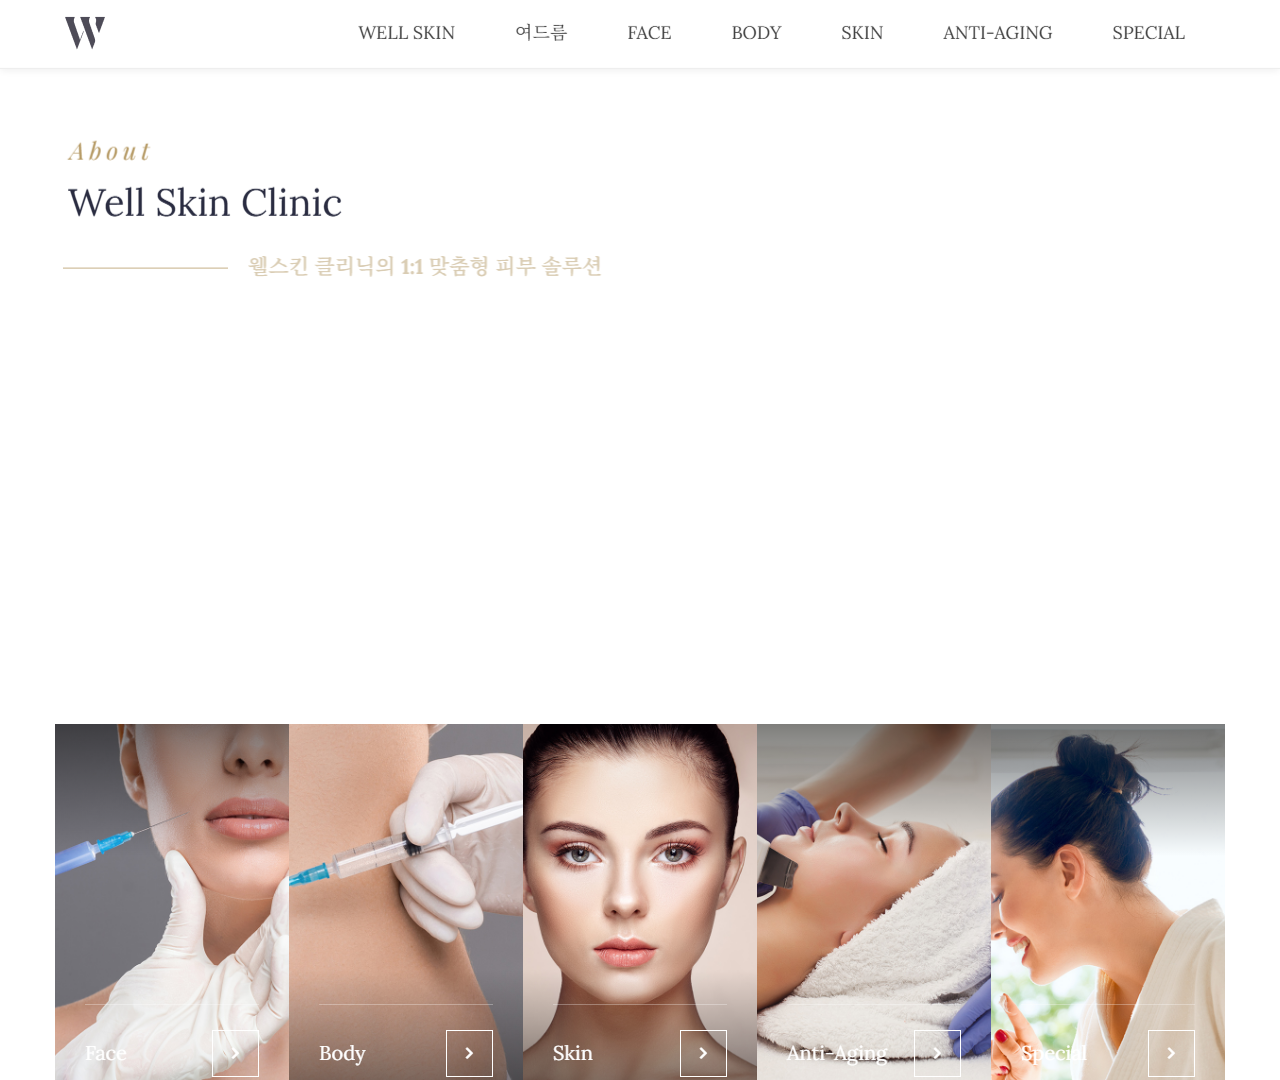 W
WELL SKIN 여드름 FACE BODY SKIN ANTI-AGING SPECIAL
About
Well Skin Clinic
웰스킨 클리닉의 1:1 맞춤형 피부 솔루션
Face
Body
Skin
Anti-Aging
Special